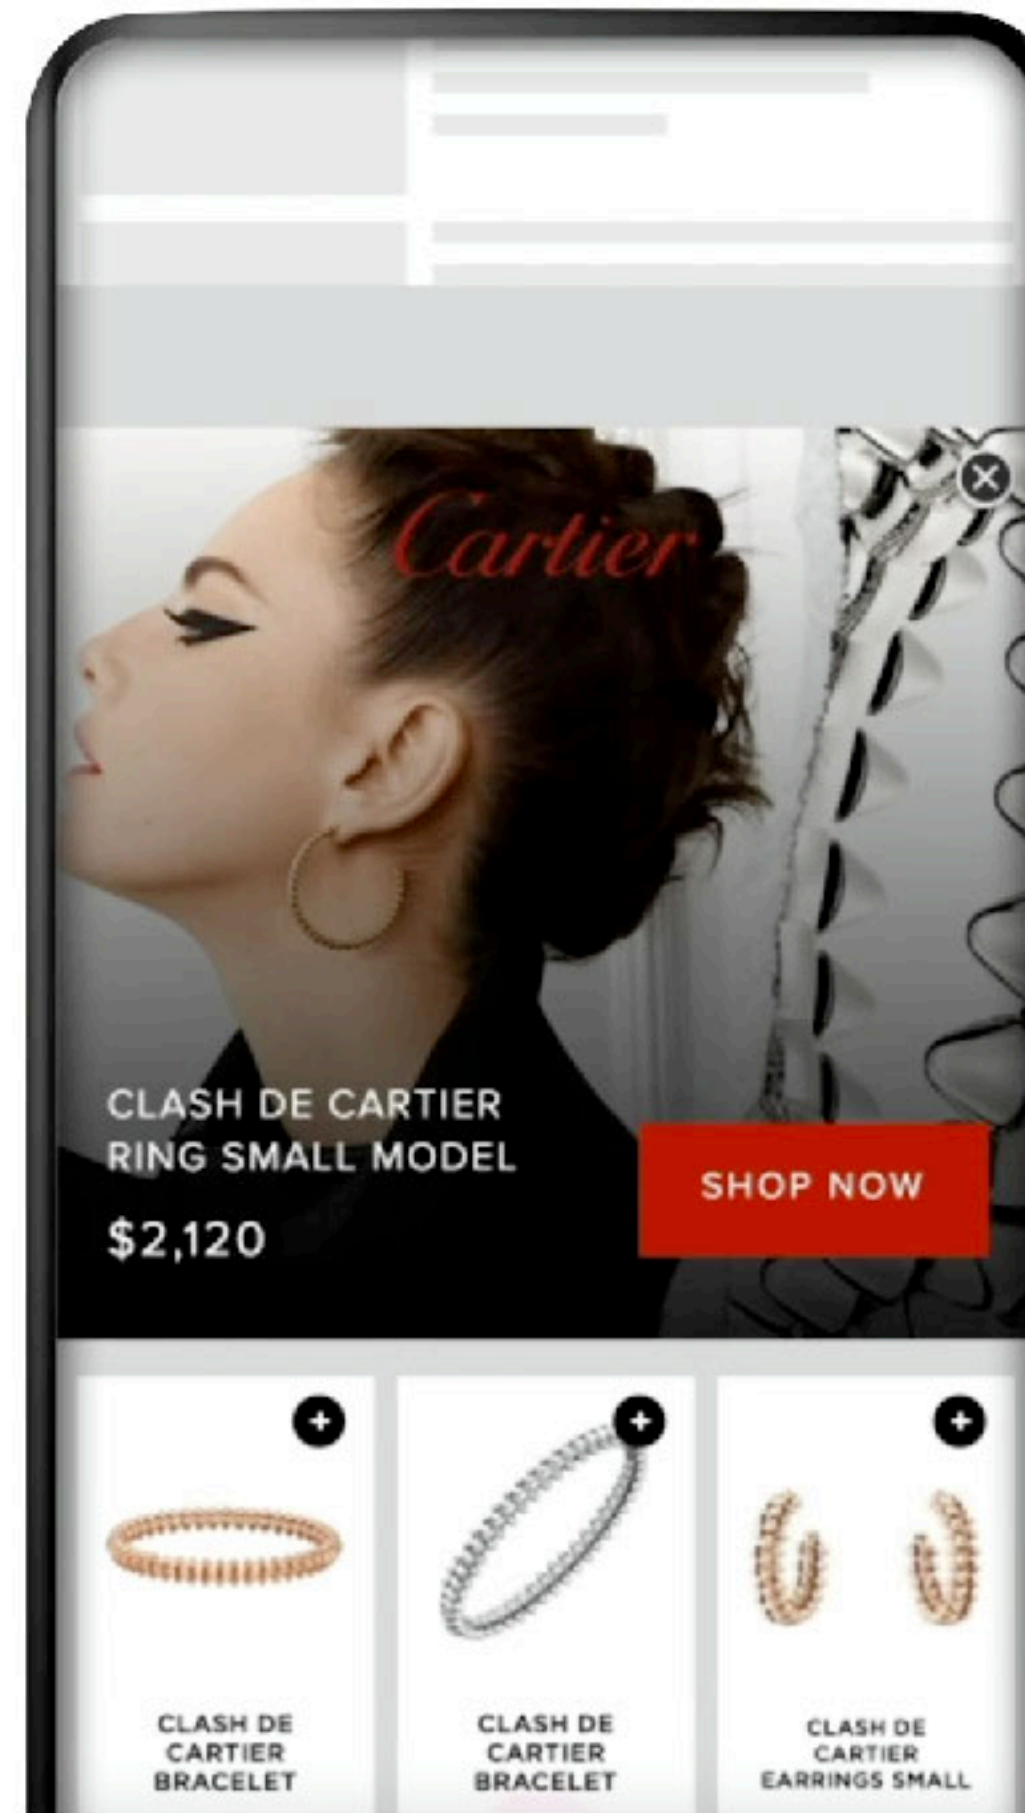 Cartier
CLASH DE CARTIER
RING SMALL MODEL
$2,120
SHOP NOW
CLASH DE
CARTIER
BRACELET
CLASH DE
CARTIER
BRACELET
CLASH DE
CARTIER
EARRINGS SMALL